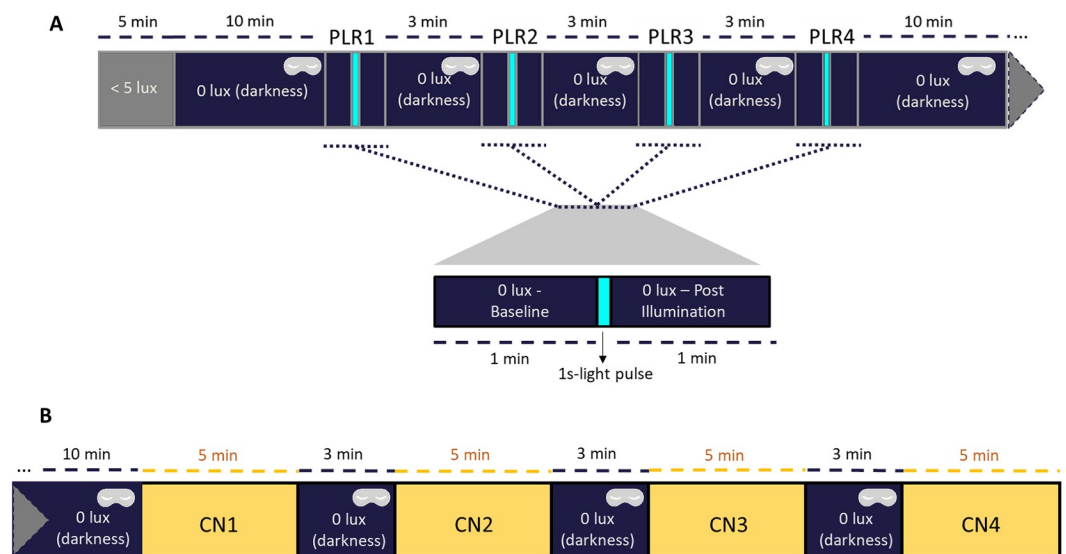 A
5 min
10 min
3 min
3 min
3 min
10 min
...
PLR1
PLR2
PLR3
PLR4
< 5 lux
0 lux (darkness)
0 lux
(darkness)
0 lux
(darkness)
0 lux
(darkness)
0 lux
(darkness)
0 lux -
Baseline
0 lux – Post
Illumination
1 min
1 min
1s-light pulse
B
...
10 min
5 min
3 min
5 min
3 min
5 min
3 min
5 min
0 lux
(darkness)
CN1
0 lux
(darkness)
CN2
0 lux
(darkness)
CN3
0 lux
(darkness)
CN4